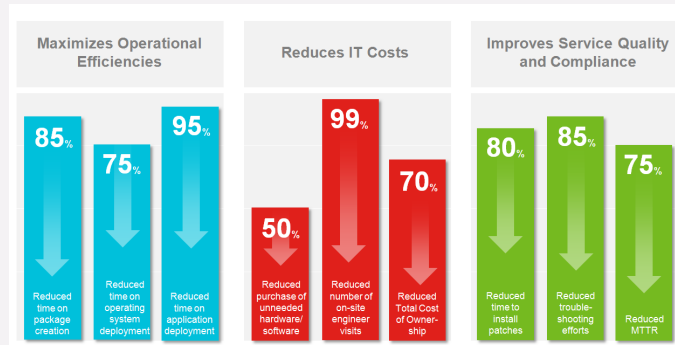 Maximizes Operational
Efficiencies
85%
Reduced
time on
package
creation
75%
Reduced
time on
operating
system
deployment
95%
Reduced
time on
application
deployment
Reduces IT Costs
50%
Reduced
purchase of
unneeded
hardware/
software
99%
Reduced
number of
on-site
engineer
visits
70%
Reduced
Total Cost
of Owner-
ship
Improves Service Quality
and Compliance
80%
Reduced
time to
install
patches
85%
Reduced
trouble-
shooting
efforts
75%
Reduced
MTTR